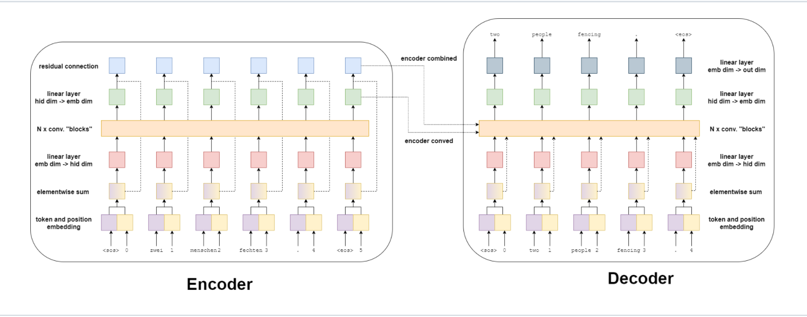 two people fencing . <eos>
residual connection
linear layer
hid dim -> emb dim
N x conv. "blocks"
linear layer
emb dim -> hid dim
elementwise sum
token and position
embedding
<sos> 0 zwei 1 menschen 2 fechten 3 . 4 <eos> 5
Encoder
encoder combined
encoder conved
linear layer
emb dim -> out dim
linear layer
hid dim -> emb dim
N x conv. "blocks"
linear layer
emb dim -> hid dim
elementwise sum
token and position
embedding
<sos> 0 two 1 people 2 fencing 3 . 4
Decoder